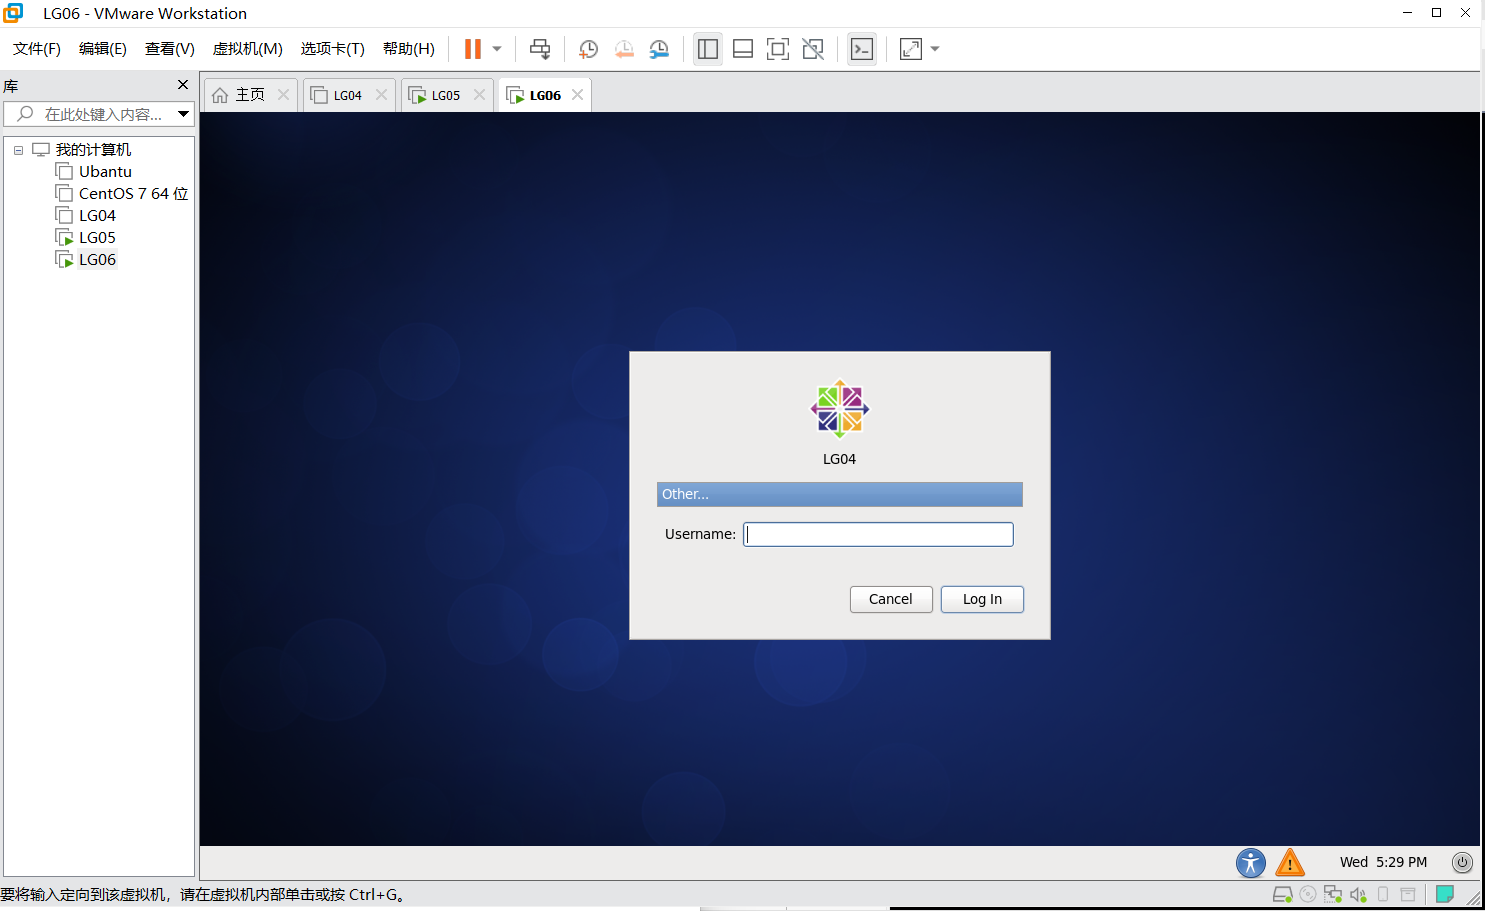 LG06 - VMware Workstation
文件(F) 编辑(E) 查看(V) 虚拟机(M) 选项卡(T) 帮助(H)
库
在此处键入内容...
我的计算机
Ubantu
CentOS 7 64 位
LG04
LG05
LG06
主页 LG04 LG05 LG06
LG04
Other...
Username:
Cancel Log In
Wed 5:29 PM
要将输入定向到该虚拟机，请在虚拟机内部单击或按 Ctrl+G。